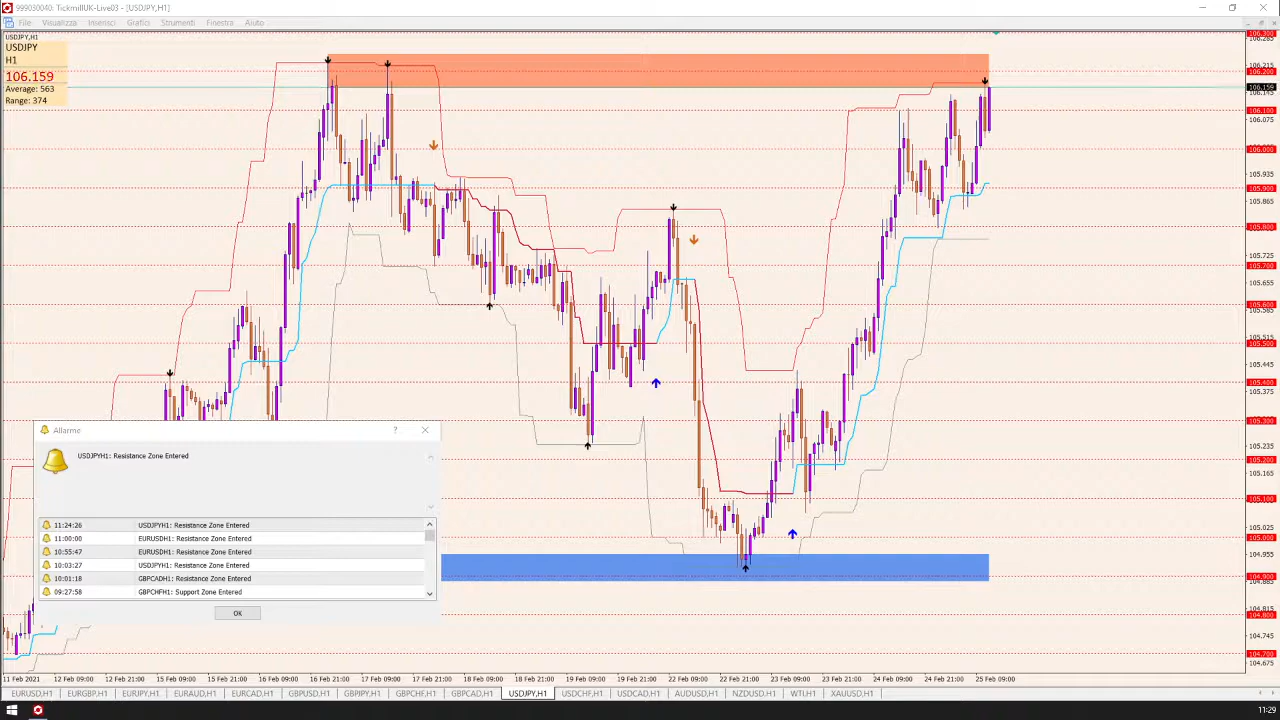 999030040: TickmillUK-Live03 - [USDJPY,H1]
File Visualizza Inserisci Grafici Strumenti Finestra Aiuto
USDJPY,H1
USDJPY
H1
106.159
Average: 563
Range: 374
106.300
106.285
106.215
106.200
106.159
106.145
106.100
106.075
106.000
105.935
105.900
105.865
105.800
105.725
105.700
105.655
105.600
105.585
105.500
105.445
105.400
105.375
105.300
105.235
105.200
105.165
105.100
105.095
105.000
104.955
104.900
104.885
104.800
104.745
104.700
104.675
Allarme
USDJPYH1: Resistance Zone Entered
11:24:26 USDJPYH1: Resistance Zone Entered
11:00:00 EURUSDH1: Resistance Zone Entered
10:55:47 EURUSDH1: Resistance Zone Entered
10:03:27 USDJPYH1: Resistance Zone Entered
10:01:18 GBPCADH1: Resistance Zone Entered
09:27:58 GBPCHFH1: Support Zone Entered
OK
11 Feb 2021 12 Feb 09:00 15 Feb 09:00 15 Feb 21:00 16 Feb 09:00 16 Feb 21:00 17 Feb 09:00 17 Feb 21:00 18 Feb 09:00 18 Feb 21:00 19 Feb 09:00 19 Feb 21:00 22 Feb 09:00 22 Feb 21:00 23 Feb 09:00 23 Feb 21:00 24 Feb 09:00 24 Feb 21:00 25 Feb 09:00
EURUSD,H1 EURGBP,H1 EURJPY,H1 EURAUD,H1 EURCAD,H1 GBPUSD,H1 GBPJPY,H1 GBPCHF,H1 GBPCAD,H1 USDJPY,H1 USDCHF,H1 USDCAD,H1 AUDUSD,H1 NZDUSD,H1 WTI,H1 XAUUSD,H1
11:29